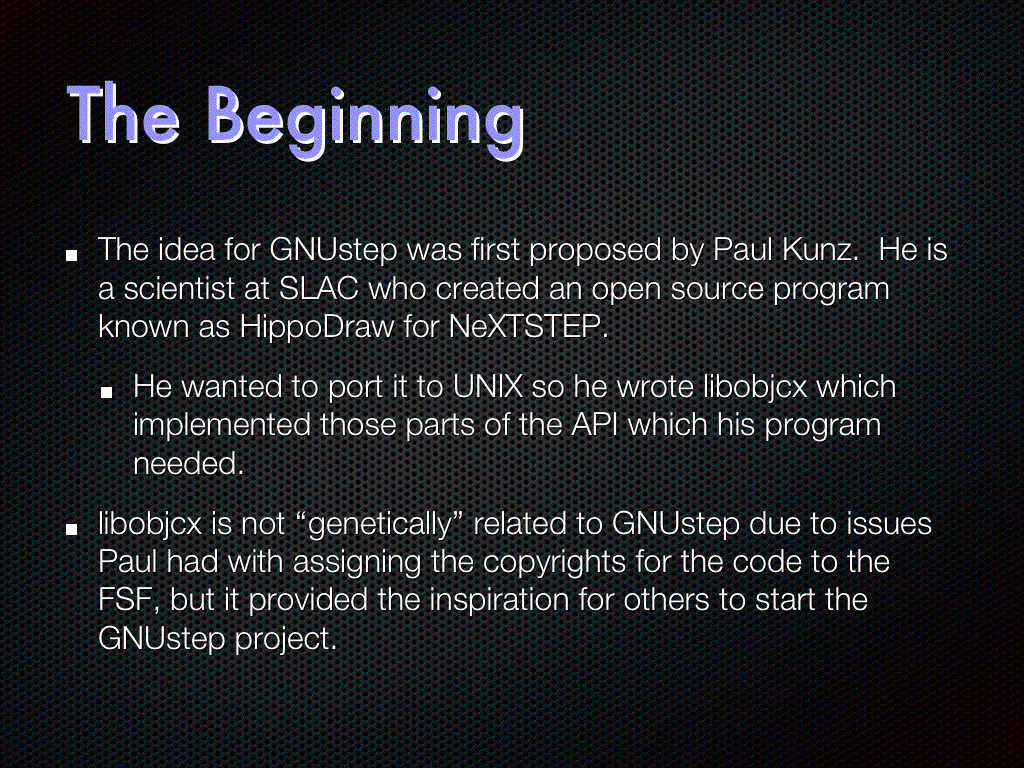 The Beginning
The idea for GNUstep was first proposed by Paul Kunz.  He is
a scientist at SLAC who created an open source program
known as HippoDraw for NeXTSTEP.
He wanted to port it to UNIX so he wrote libobjcx which
implemented those parts of the API which his program
needed.
libobjcx is not “genetically” related to GNUstep due to issues
Paul had with assigning the copyrights for the code to the
FSF, but it provided the inspiration for others to start the
GNUstep project.